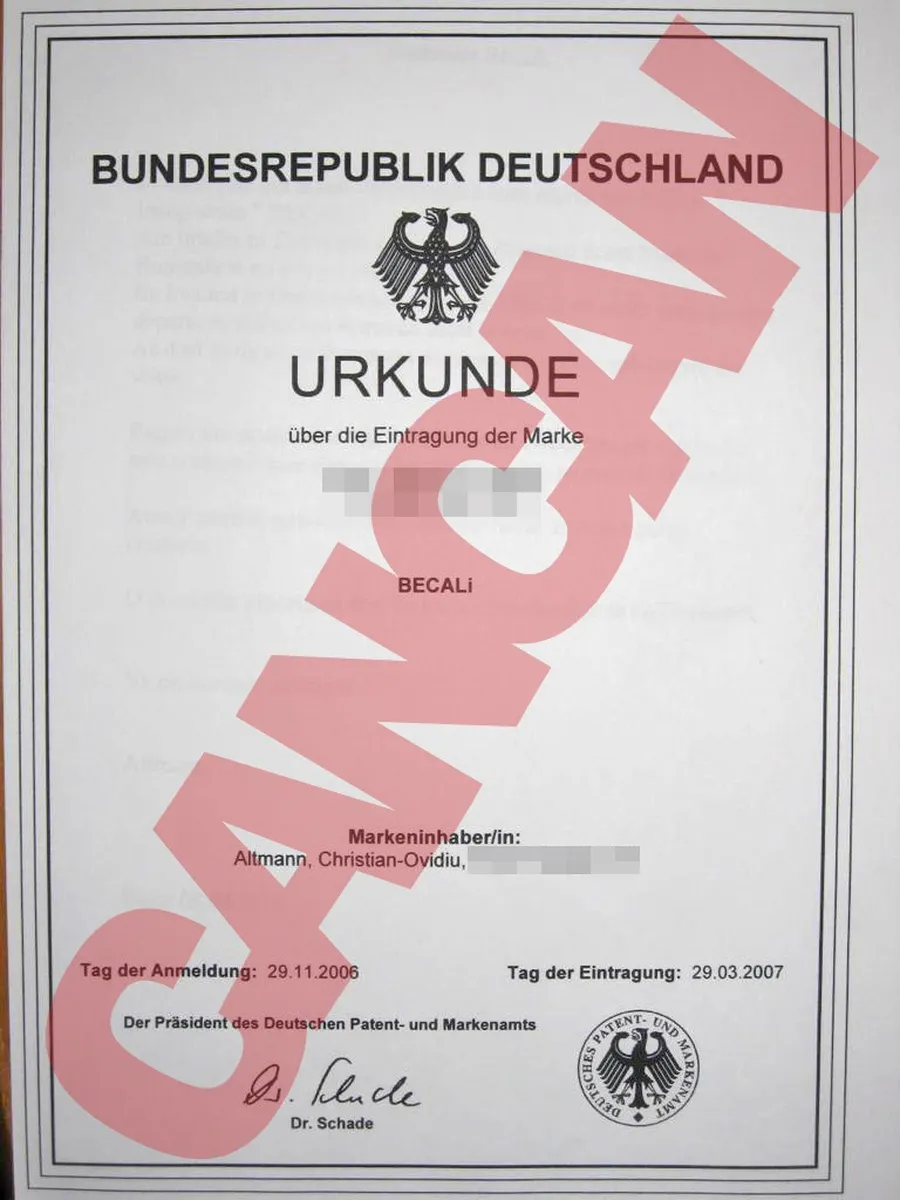 BUNDESREPUBLIK DEUTSCHLAND
URKUNDE
über die Eintragung der Marke
BECALi
Markeninhaber/in:
Altmann, Christian-Ovidiu,
Tag der Anmeldung: 29.11.2006 Tag der Eintragung: 29.03.2007
Der Präsident des Deutschen Patent- und Markenamts
Dr. Schade
Dr. Schade
DEUTSCHES PATENT- UND MARKENAMT
CANCAN